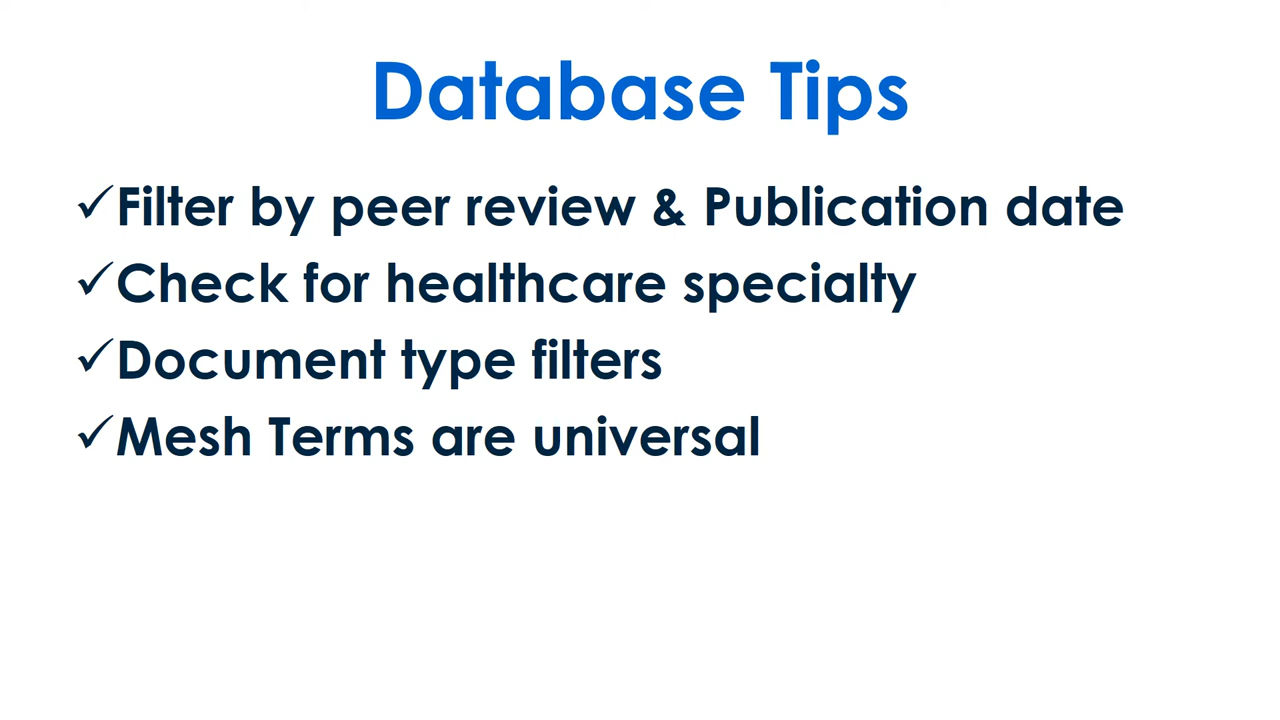 Database Tips
✓Filter by peer review & Publication date
✓Check for healthcare specialty
✓Document type filters
✓Mesh Terms are universal